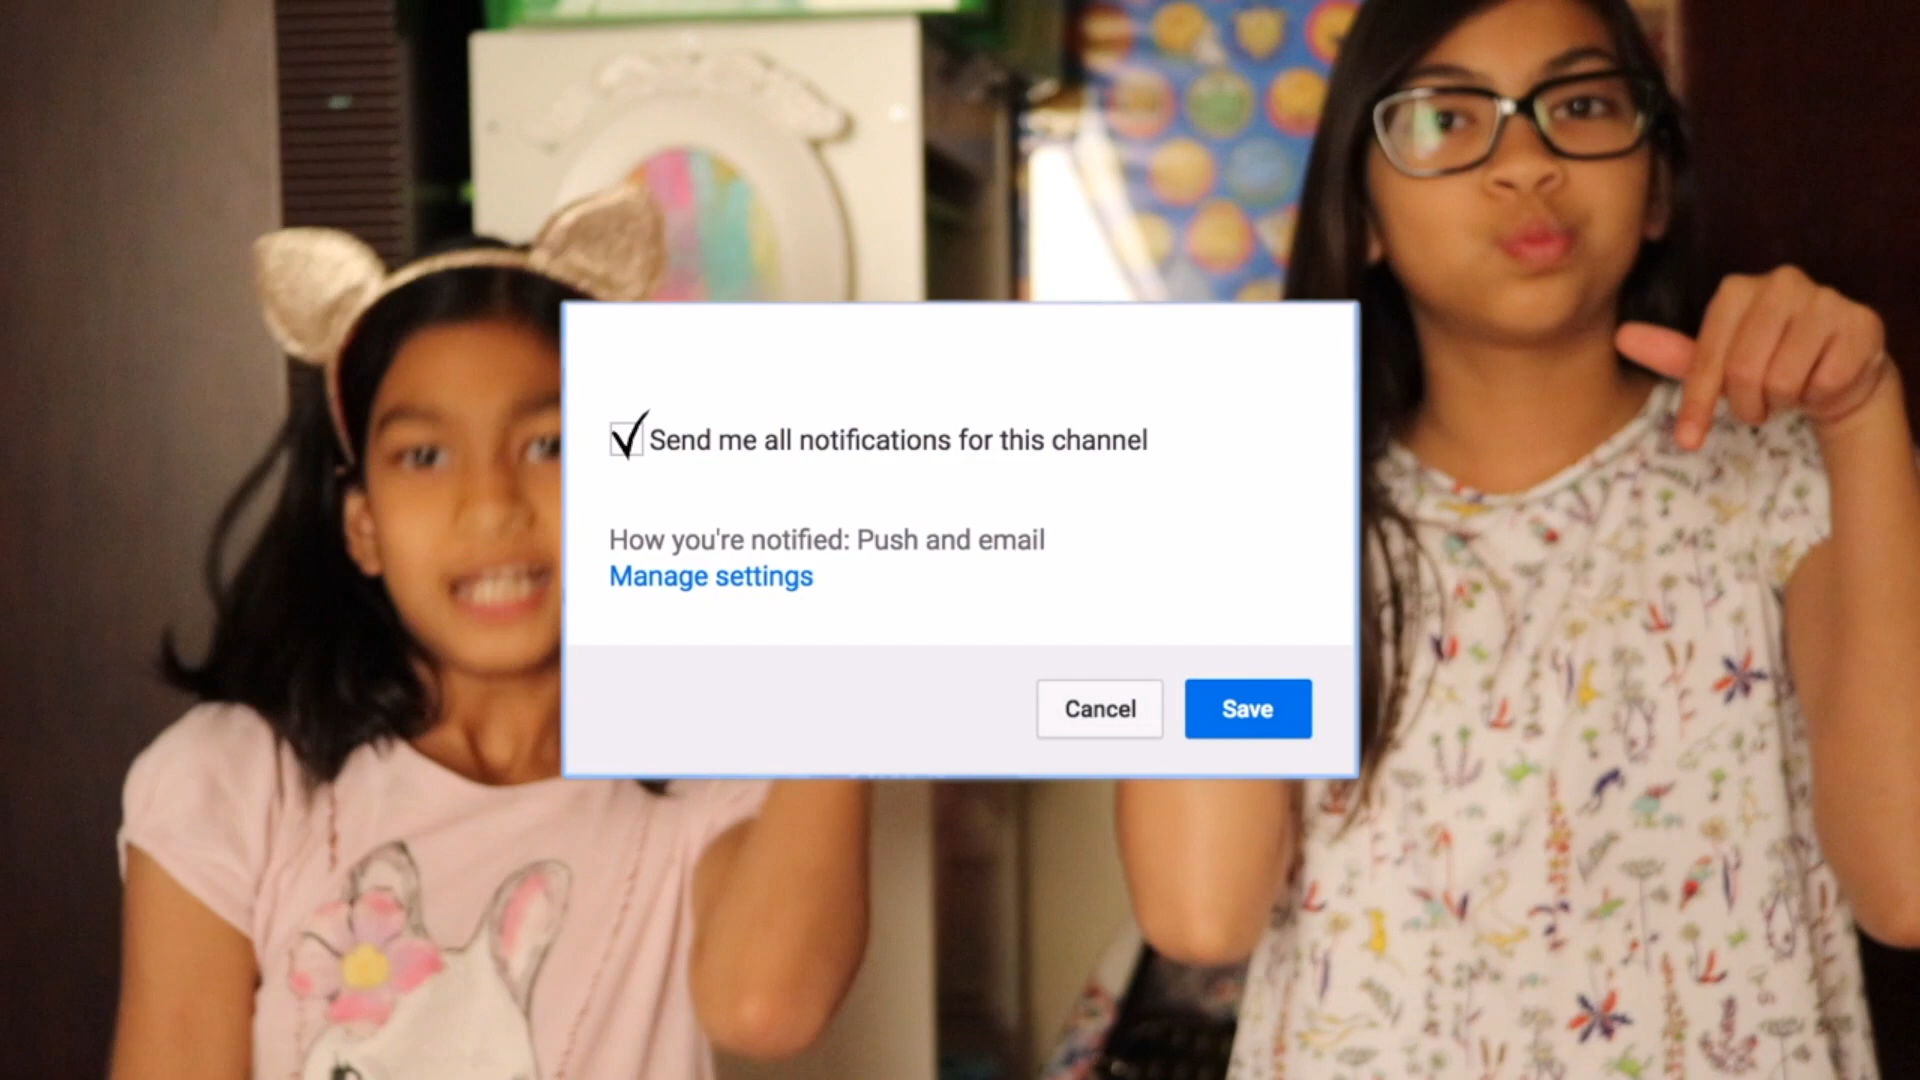 Send me all notifications for this channel
How you're notified: Push and email
Manage settings
Cancel
Save